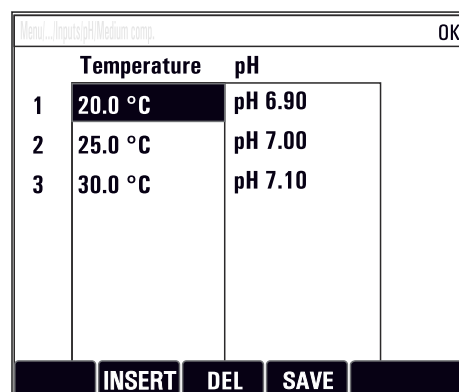 Menu/.../Inputs/pH/Medium comp. OK
Temperature pH
1 20.0 °C pH 6.90
2 25.0 °C pH 7.00
3 30.0 °C pH 7.10
INSERT DEL SAVE